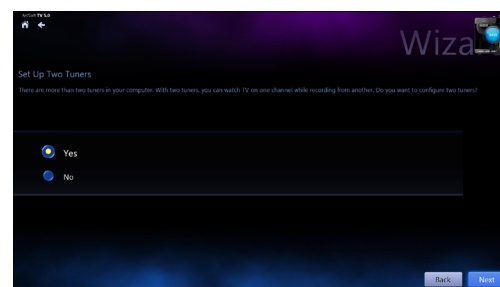 ArcSoft TV 5.0
Wiza
Set Up Two Tuners
There are more than two tuners in your computer. With two tuners, you can watch TV on one channel while recording from another. Do you want to configure two tuners?
Yes
No
Back Next